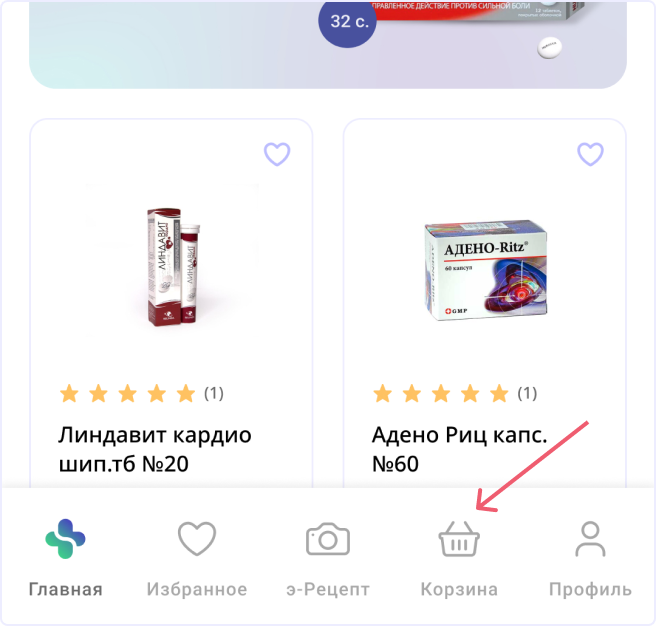 32 с.
ПРАВЛЕННОЕ ДЕЙСТВИЕ ПРОТИВ СИЛЬНОЙ БОЛИ
ЛИНДАВИТ
ЛИНДАВИТ
АДЕНО-Ritz®
60 капсул
GMP
(1)
(1)
Линдавит кардио
шип.тб №20
Адено Риц капс.
№60
Главная
Избранное
э-Рецепт
Корзина
Профиль